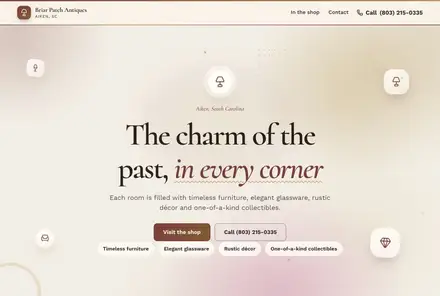 Briar Patch Antiques
AIKEN, SC
In the shop
Contact
Call (803) 215-0335
Aiken, South Carolina
The charm of the
past, in every corner
Each room is filled with timeless furniture, elegant glassware, rustic
décor and one-of-a-kind collectibles.
Visit the shop
Call (803) 215-0335
Timeless furniture
Elegant glassware
Rustic décor
One-of-a-kind collectibles